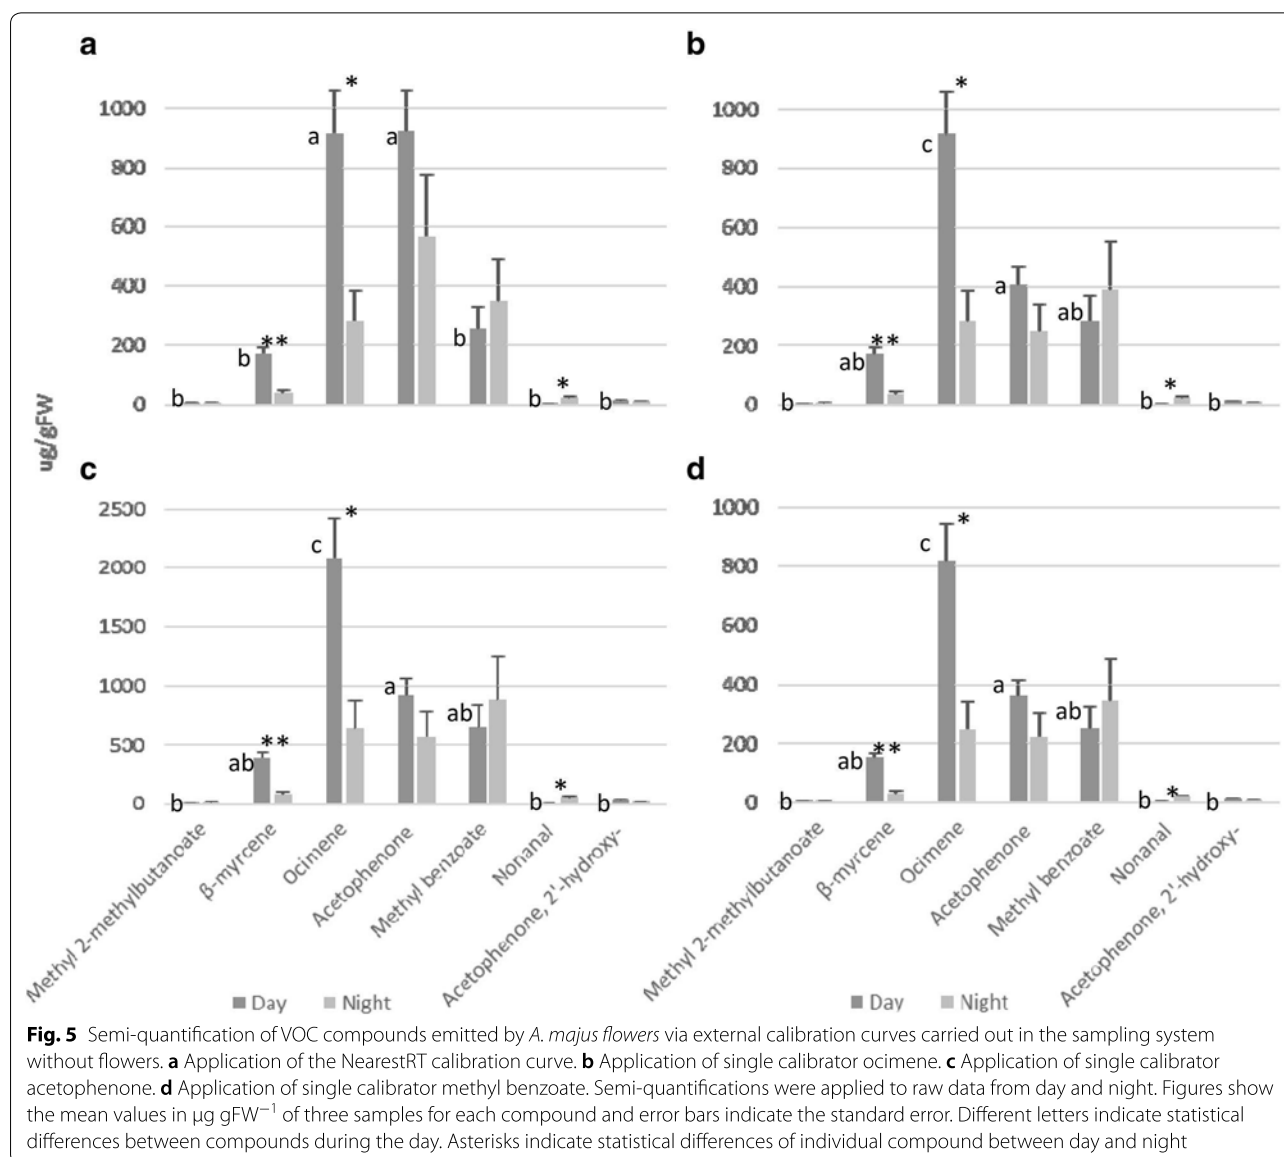 a
*
1000
a
a
800
600
400
**
b
b
200
*
b
b
b
0
b
*
1000
c
800
600
400
a
ab
**
ab
200
*
b
b
b
0
ug/gFW
c
2500
*
c
2000
1500
1000
a
ab
**
ab
500
*
b
b
b
0
Methyl 2-methylbutanoate
β-myrcene
Ocimene
Acetophenone
Methyl benzoate
Nonanal
Acetophenone, 2'-hydroxy-
Day Night
d
1000
*
c
800
600
400
a
ab
**
ab
200
*
b
b
b
0
Methyl 2-methylbutanoate
β-myrcene
Ocimene
Acetophenone
Methyl benzoate
Nonanal
Acetophenone, 2'-hydroxy-
Day Night
Fig. 5 Semi-quantification of VOC compounds emitted by A. majus flowers via external calibration curves carried out in the sampling system
without flowers. a Application of the NearestRT calibration curve. b Application of single calibrator ocimene. c Application of single calibrator
acetophenone. d Application of single calibrator methyl benzoate. Semi-quantifications were applied to raw data from day and night. Figures show
the mean values in µg gFW⁻¹ of three samples for each compound and error bars indicate the standard error. Different letters indicate statistical
differences between compounds during the day. Asterisks indicate statistical differences of individual compound between day and night